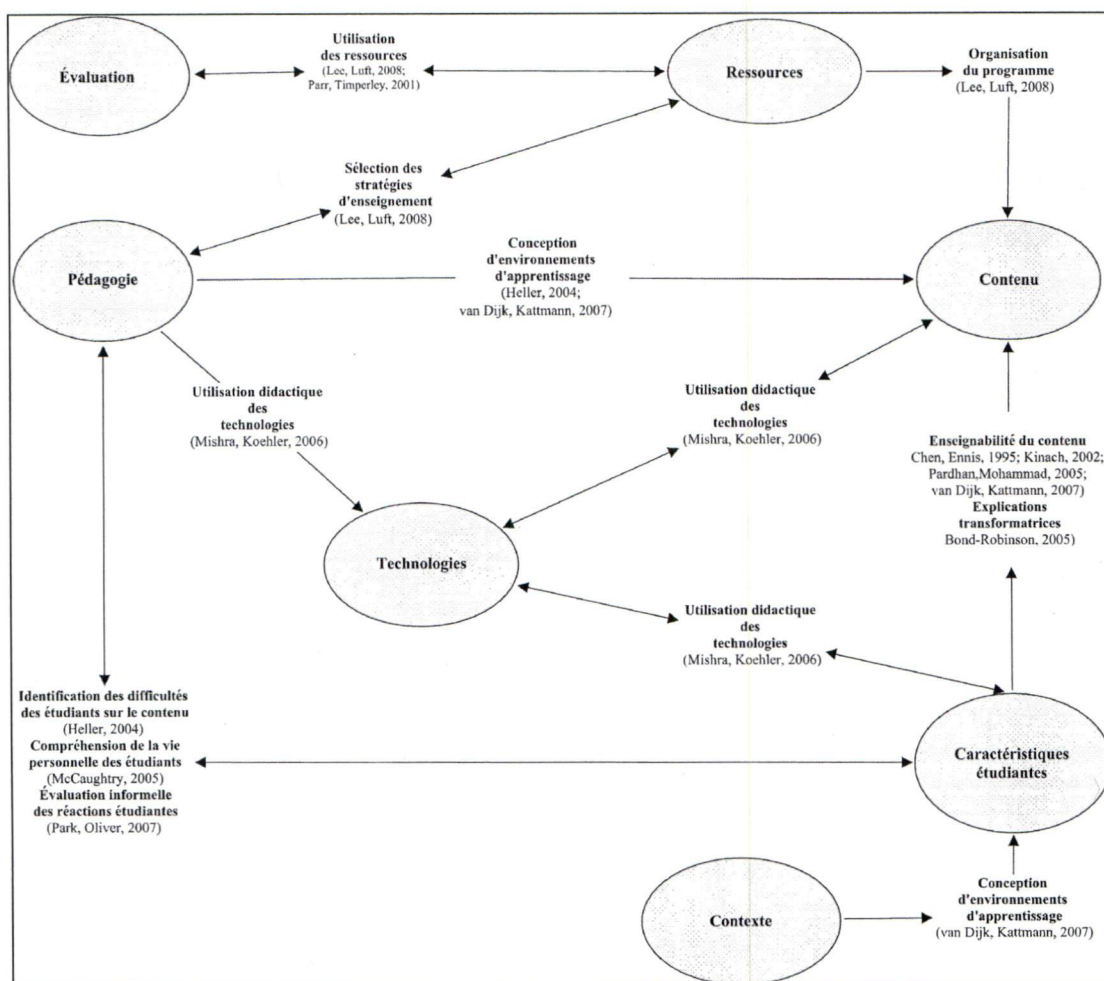 Évaluation
Utilisation
des ressources
(Lee, Luft, 2008;
Parr, Timperley, 2001)
Ressources
Organisation
du programme
(Lee, Luft, 2008)
Sélection des
stratégies
d'enseignement
(Lee, Luft, 2008)
Pédagogie
Conception
d'environnements
d'apprentissage
(Heller, 2004;
van Dijk, Kattmann, 2007)
Contenu
Utilisation didactique
des
technologies
(Mishra, Koehler, 2006)
Utilisation didactique
des
technologies
(Mishra, Koehler, 2006)
Enseignabilité du contenu
Chen, Ennis, 1995; Kinach, 2002;
Pardhan,Mohammad, 2005;
van Dijk, Kattmann, 2007)
Explications
transformatrices
Bond-Robinson, 2005)
Technologies
Utilisation didactique
des
technologies
(Mishra, Koehler, 2006)
Identification des difficultés
des étudiants sur le contenu
(Heller, 2004)
Compréhension de la vie
personnelle des étudiants
(McCaughtry, 2005)
Évaluation informelle
des réactions étudiantes
(Park, Oliver, 2007)
Caractéristiques
étudiantes
Contexte
Conception
d'environnements
d'apprentissage
(van Dijk, Kattmann, 2007)